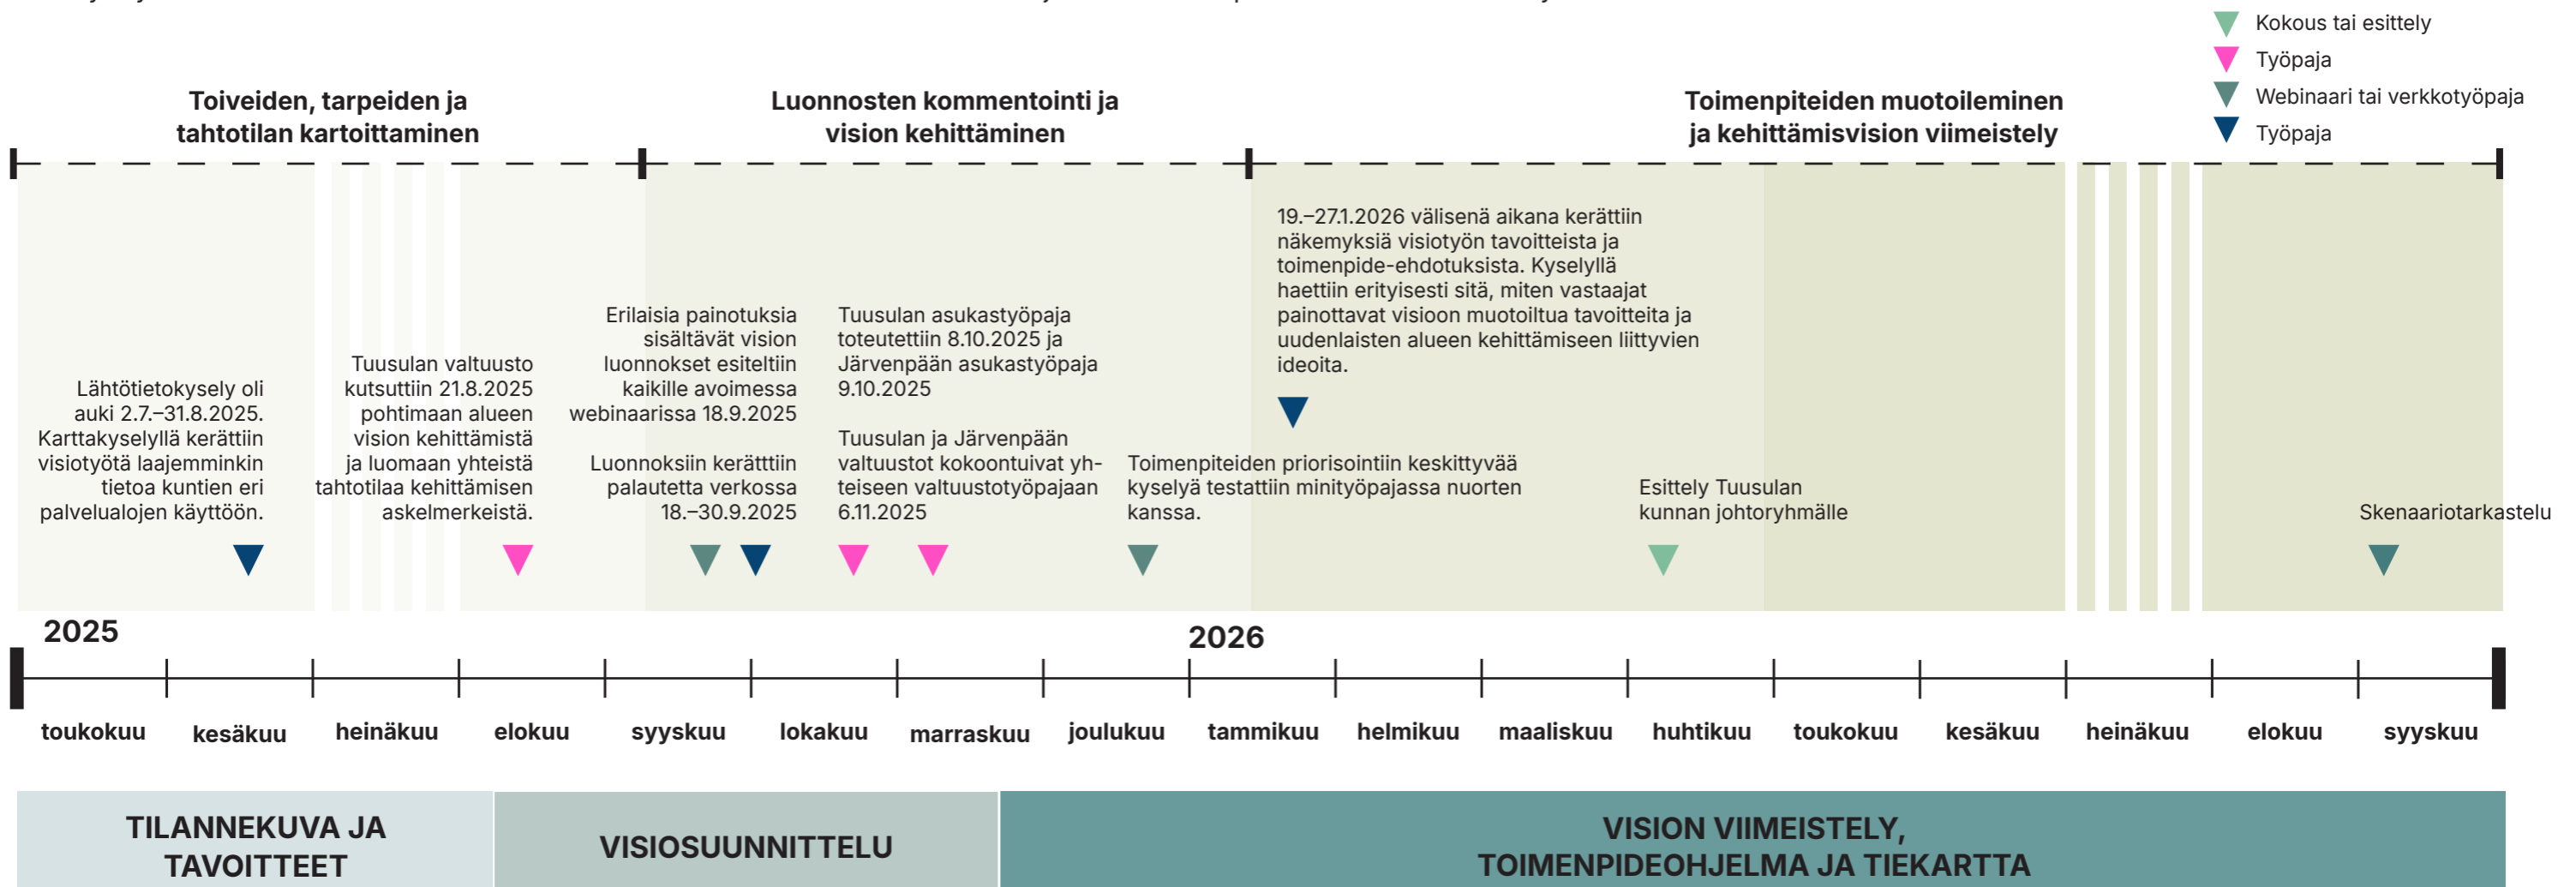 Kokous tai esittely
Työpaja
Webinaari tai verkkotyöpaja
Työpaja
Toiveiden, tarpeiden ja
tahtotilan kartoittaminen
Luonnosten kommentointi ja
vision kehittäminen
Toimenpiteiden muotoileminen
ja kehittämisvision viimeistely
Lähtötietokysely oli
auki 2.7.–31.8.2025.
Karttakyselyllä kerättiin
visiotyötä laajemminkin
tietoa kuntien eri
palvelualojen käyttöön.
Tuusulan valtuusto
kutsuttiin 21.8.2025
pohtimaan alueen
vision kehittämistä
ja luomaan yhteistä
tahtotilaa kehittämisen
askelmerkeistä.
Erilaisia painotuksia
sisältävät vision
luonnokset esiteltiin
kaikille avoimessa
webinaarissa 18.9.2025
Luonnoksiin kerätttiin
palautetta verkossa
18.–30.9.2025
Tuusulan asukastyöpaja
toteutettiin 8.10.2025 ja
Järvenpään asukastyöpaja
9.10.2025
Tuusulan ja Järvenpään
valtuustot kokoontuivat yh-
teiseen valtuustotyöpajaan
6.11.2025
19.–27.1.2026 välisenä aikana kerättiin
näkemyksiä visiotyön tavoitteista ja
toimenpide-ehdotuksista. Kyselyllä
haettiin erityisesti sitä, miten vastaajat
painottavat visioon muotoiltua tavoitteita ja
uudenlaisten alueen kehittämiseen liittyvien
ideoita.
Toimenpiteiden priorisointiin keskittyvää
kyselyä testattiin minityöpajassa nuorten
kanssa.
Esittely Tuusulan
kunnan johtoryhmälle
Skenaariotarkastelu
2025
2026
toukokuu
kesäkuu
heinäkuu
elokuu
syyskuu
lokakuu
marraskuu
joulukuu
tammikuu
helmikuu
maaliskuu
huhtikuu
toukokuu
kesäkuu
heinäkuu
elokuu
syyskuu
TILANNEKUVA JA
TAVOITTEET
VISIOSUUNNITTELU
VISION VIIMEISTELY,
TOIMENPIDEOHJELMA JA TIEKARTTA